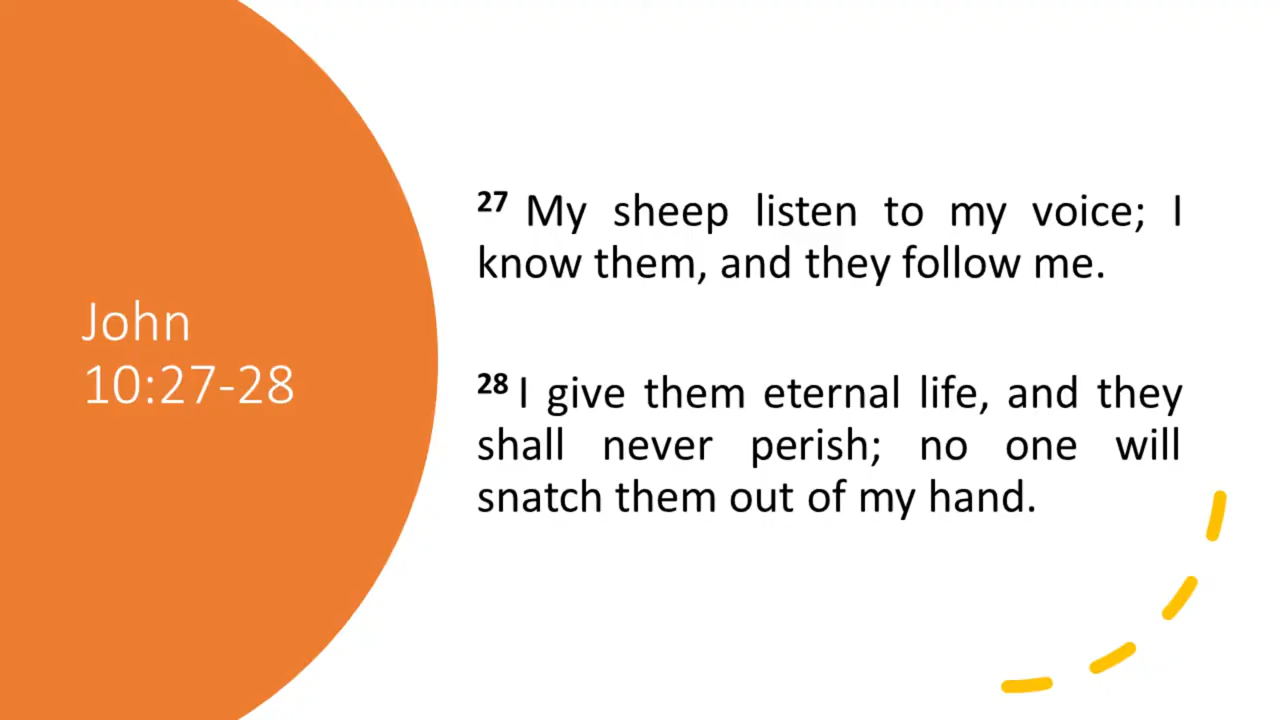 John
10:27-28
27 My sheep listen to my voice; I
know them, and they follow me.
28 I give them eternal life, and they
shall never perish; no one will
snatch them out of my hand.